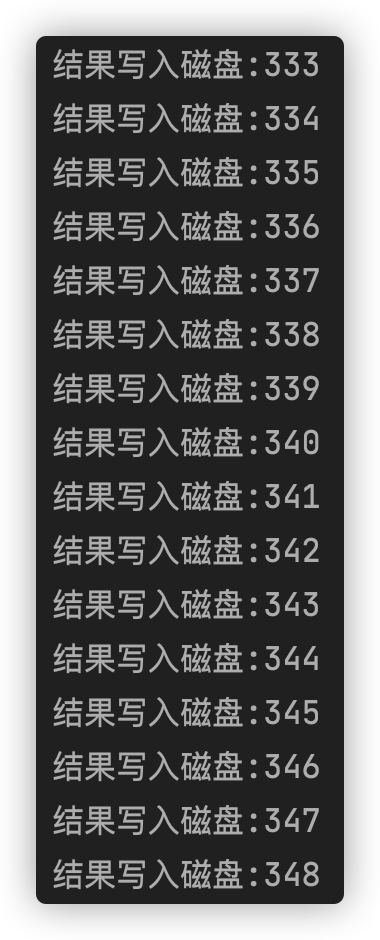 结果写入磁盘:333
结果写入磁盘:334
结果写入磁盘:335
结果写入磁盘:336
结果写入磁盘:337
结果写入磁盘:338
结果写入磁盘:339
结果写入磁盘:340
结果写入磁盘:341
结果写入磁盘:342
结果写入磁盘:343
结果写入磁盘:344
结果写入磁盘:345
结果写入磁盘:346
结果写入磁盘:347
结果写入磁盘:348